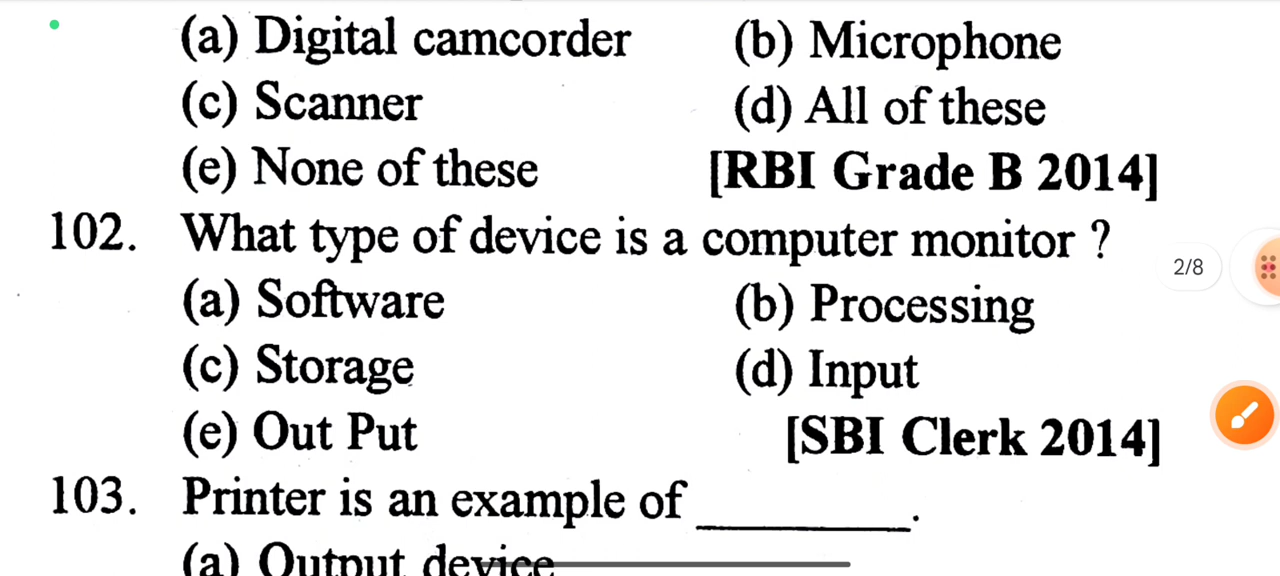 (a) Digital camcorder (b) Microphone
(c) Scanner (d) All of these
(e) None of these [RBI Grade B 2014]
102. What type of device is a computer monitor ?
2/8
(a) Software (b) Processing
(c) Storage (d) Input
(e) Out Put [SBI Clerk 2014]
103. Printer is an example of ________.
(a) Output device